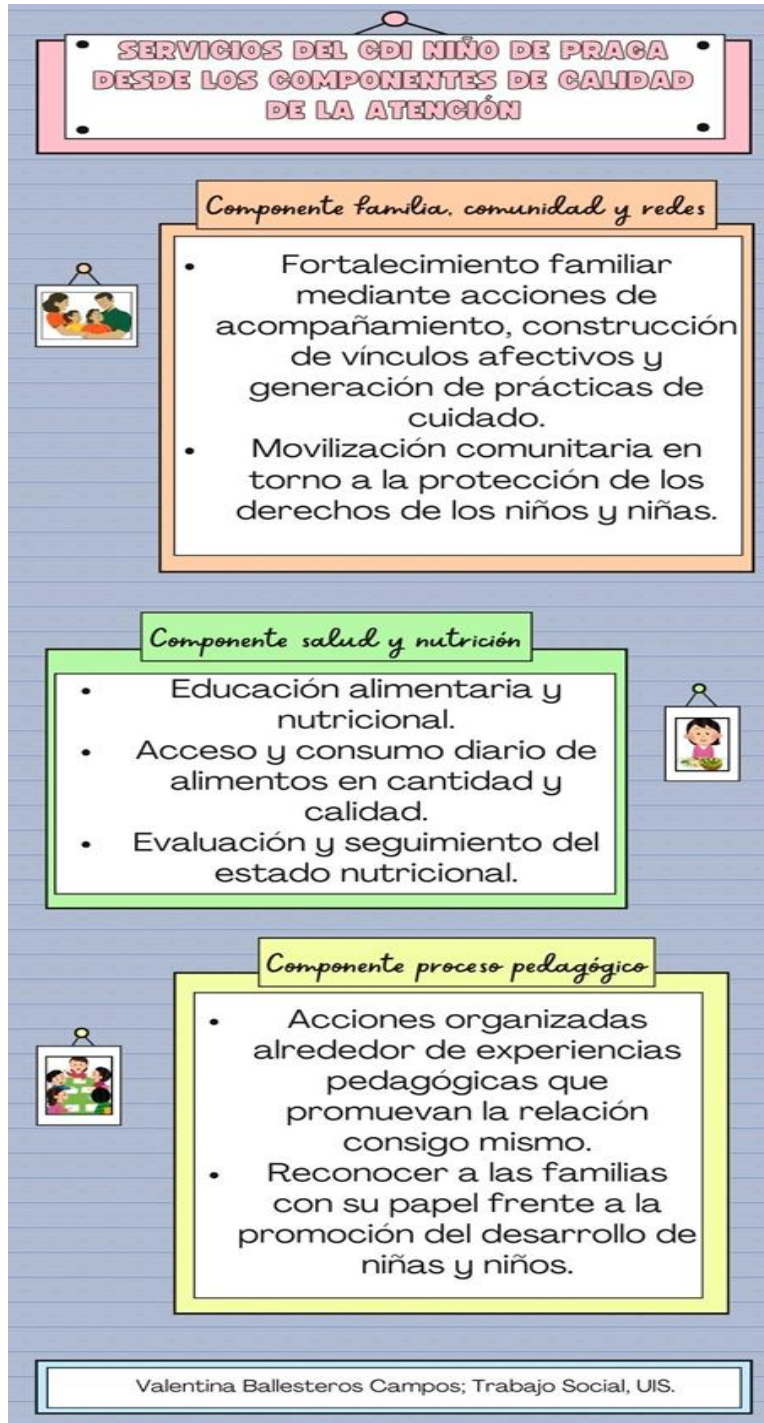 SERVICIOS DEL CDI NIÑO DE PRAGA
DESDE LOS COMPONENTES DE CALIDAD
DE LA ATENCIÓN
Componente familia, comunidad y redes
• Fortalecimiento familiar
mediante acciones de
acompañamiento, construcción
de vínculos afectivos y
generación de prácticas de
cuidado.
• Movilización comunitaria en
torno a la protección de los
derechos de los niños y niñas.
Componente salud y nutrición
• Educación alimentaria y
nutricional.
• Acceso y consumo diario de
alimentos en cantidad y
calidad.
• Evaluación y seguimiento del
estado nutricional.
Componente proceso pedagógico
• Acciones organizadas
alrededor de experiencias
pedagógicas que
promuevan la relación
consigo mismo.
• Reconocer a las familias
con su papel frente a la
promoción del desarrollo de
niñas y niños.
Valentina Ballesteros Campos; Trabajo Social, UIS.